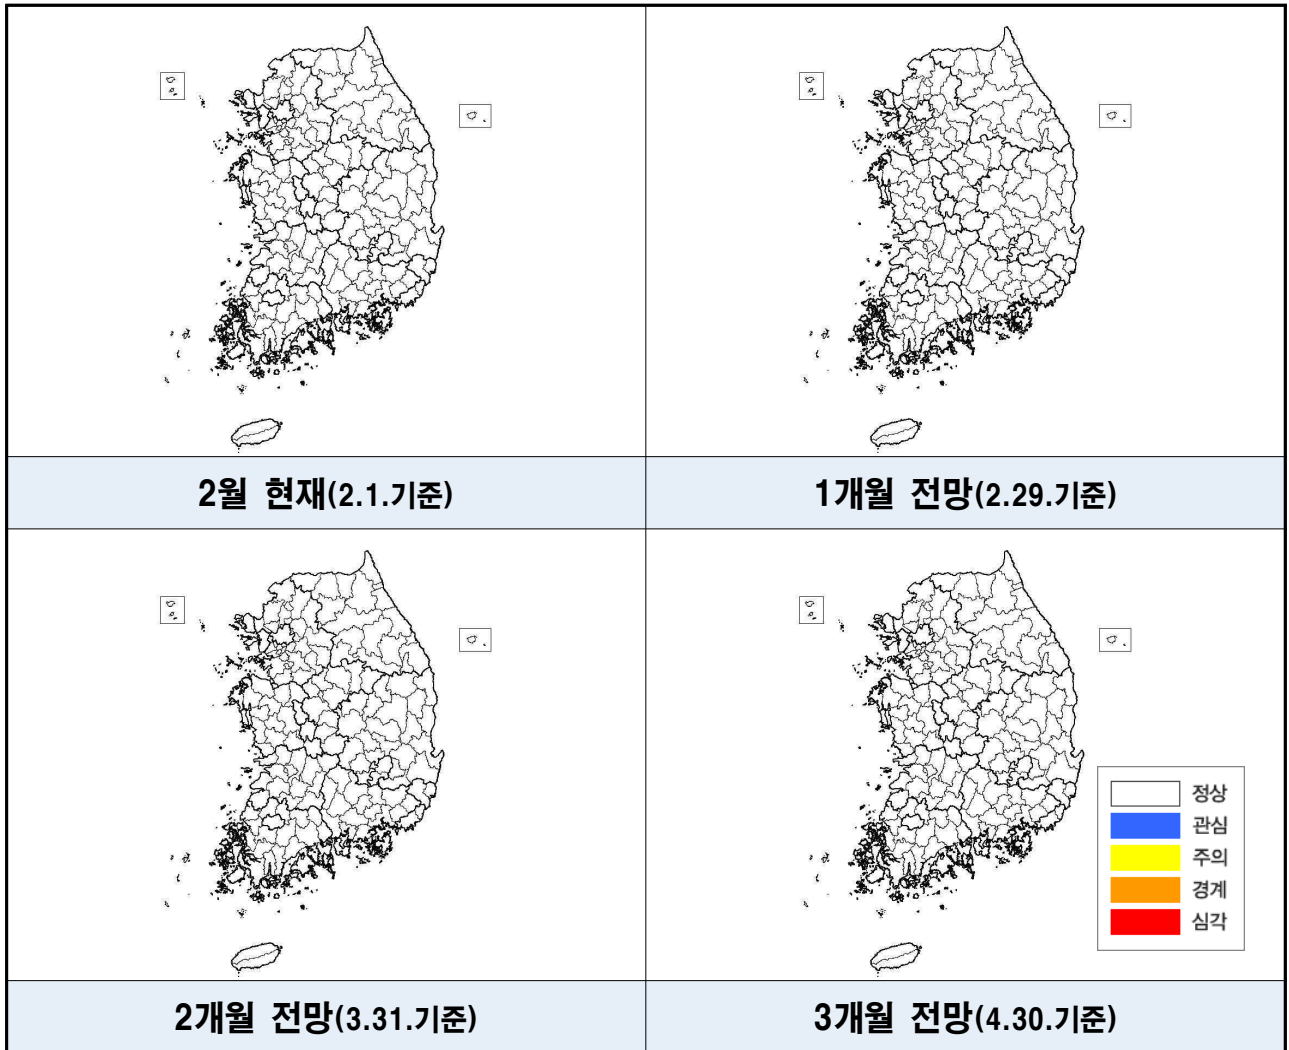 2월 현재(2.1.기준)
1개월 전망(2.29.기준)
정상
관심
주의
경계
심각
2개월 전망(3.31.기준)
3개월 전망(4.30.기준)